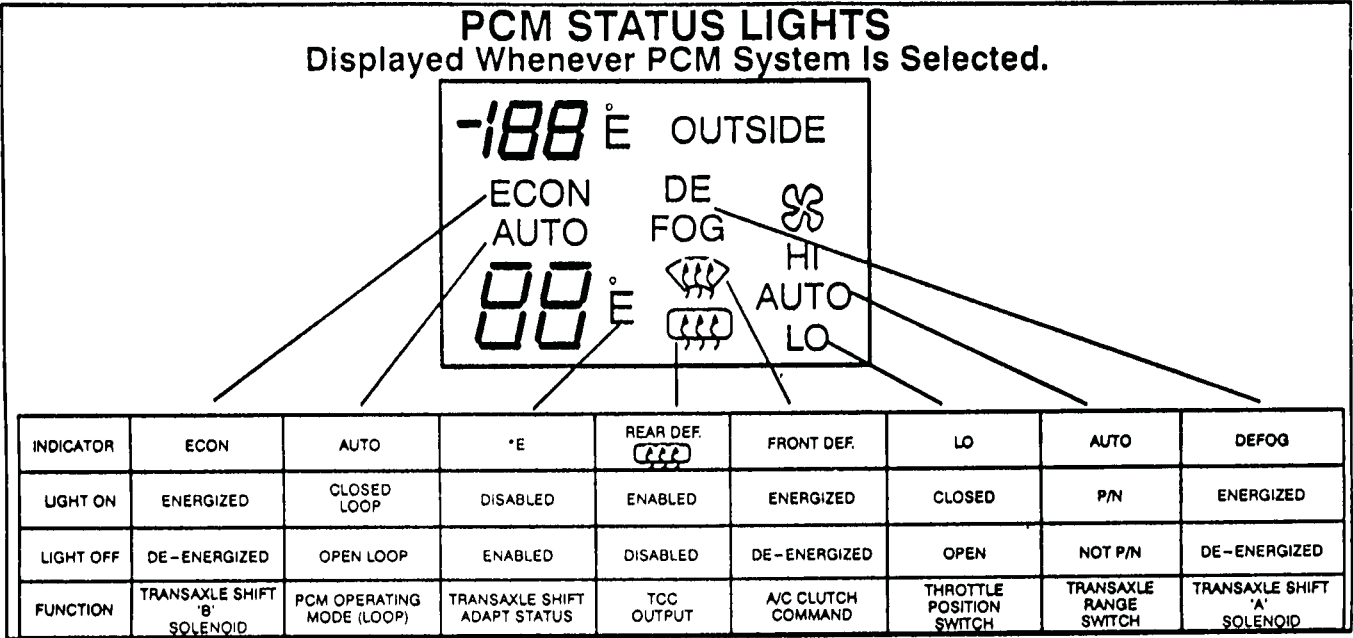 PCM STATUS LIGHTS
Displayed Whenever PCM System Is Selected.
-188 °E OUTSIDE
ECON DE
AUTO FOG
HI
AUTO
°E
LO
INDICATOR ECON AUTO °E REAR DEF. FRONT DEF. LO AUTO DEFOG
LIGHT ON ENERGIZED CLOSED LOOP DISABLED ENABLED ENERGIZED CLOSED P/N ENERGIZED
LIGHT OFF DE-ENERGIZED OPEN LOOP ENABLED DISABLED DE-ENERGIZED OPEN NOT P/N DE-ENERGIZED
FUNCTION TRANSAXLE SHIFT 'B' SOLENOID PCM OPERATING MODE (LOOP) TRANSAXLE SHIFT ADAPT STATUS TCC OUTPUT A/C CLUTCH COMMAND THROTTLE POSITION SWITCH TRANSAXLE RANGE SWITCH TRANSAXLE SHIFT 'A' SOLENOID